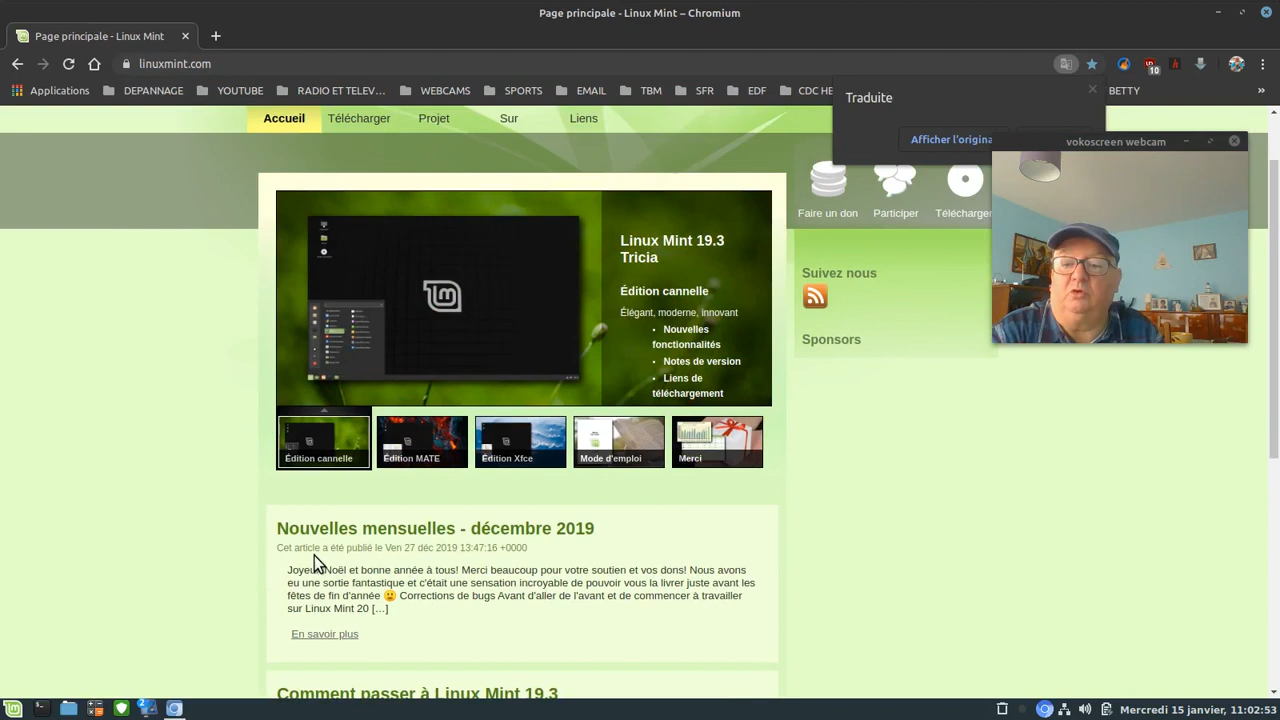 Page principale - Linux Mint – Chromium
Page principale - Linux Mint
linuxmint.com
10
Applications
DEPANNAGE
YOUTUBE
RADIO ET TELEV…
WEBCAMS
SPORTS
EMAIL
TBM
SFR
EDF
CDC HE
BETTY
»
Traduite
Afficher l'origina
vokoscreen webcam
Accueil
Télécharger
Projet
Sur
Liens
Faire un don
Participer
Télécharger
Linux Mint 19.3
Tricia
Édition cannelle
Élégant, moderne, innovant
• Nouvelles
fonctionnalités
• Notes de version
• Liens de
téléchargement
Suivez nous
Sponsors
Édition cannelle
Édition MATE
Édition Xfce
Mode d'emploi
Merci
Nouvelles mensuelles - décembre 2019
Cet article a été publié le Ven 27 déc 2019 13:47:16 +0000
Joyeux Noël et bonne année à tous! Merci beaucoup pour votre soutien et vos dons! Nous avons
eu une sortie fantastique et c'était une sensation incroyable de pouvoir vous la livrer juste avant les
fêtes de fin d'année 🙂 Corrections de bugs Avant d'aller de l'avant et de commencer à travailler
sur Linux Mint 20 […]
En savoir plus
Comment passer à Linux Mint 19.3
2
Mercredi 15 janvier, 11:02:53